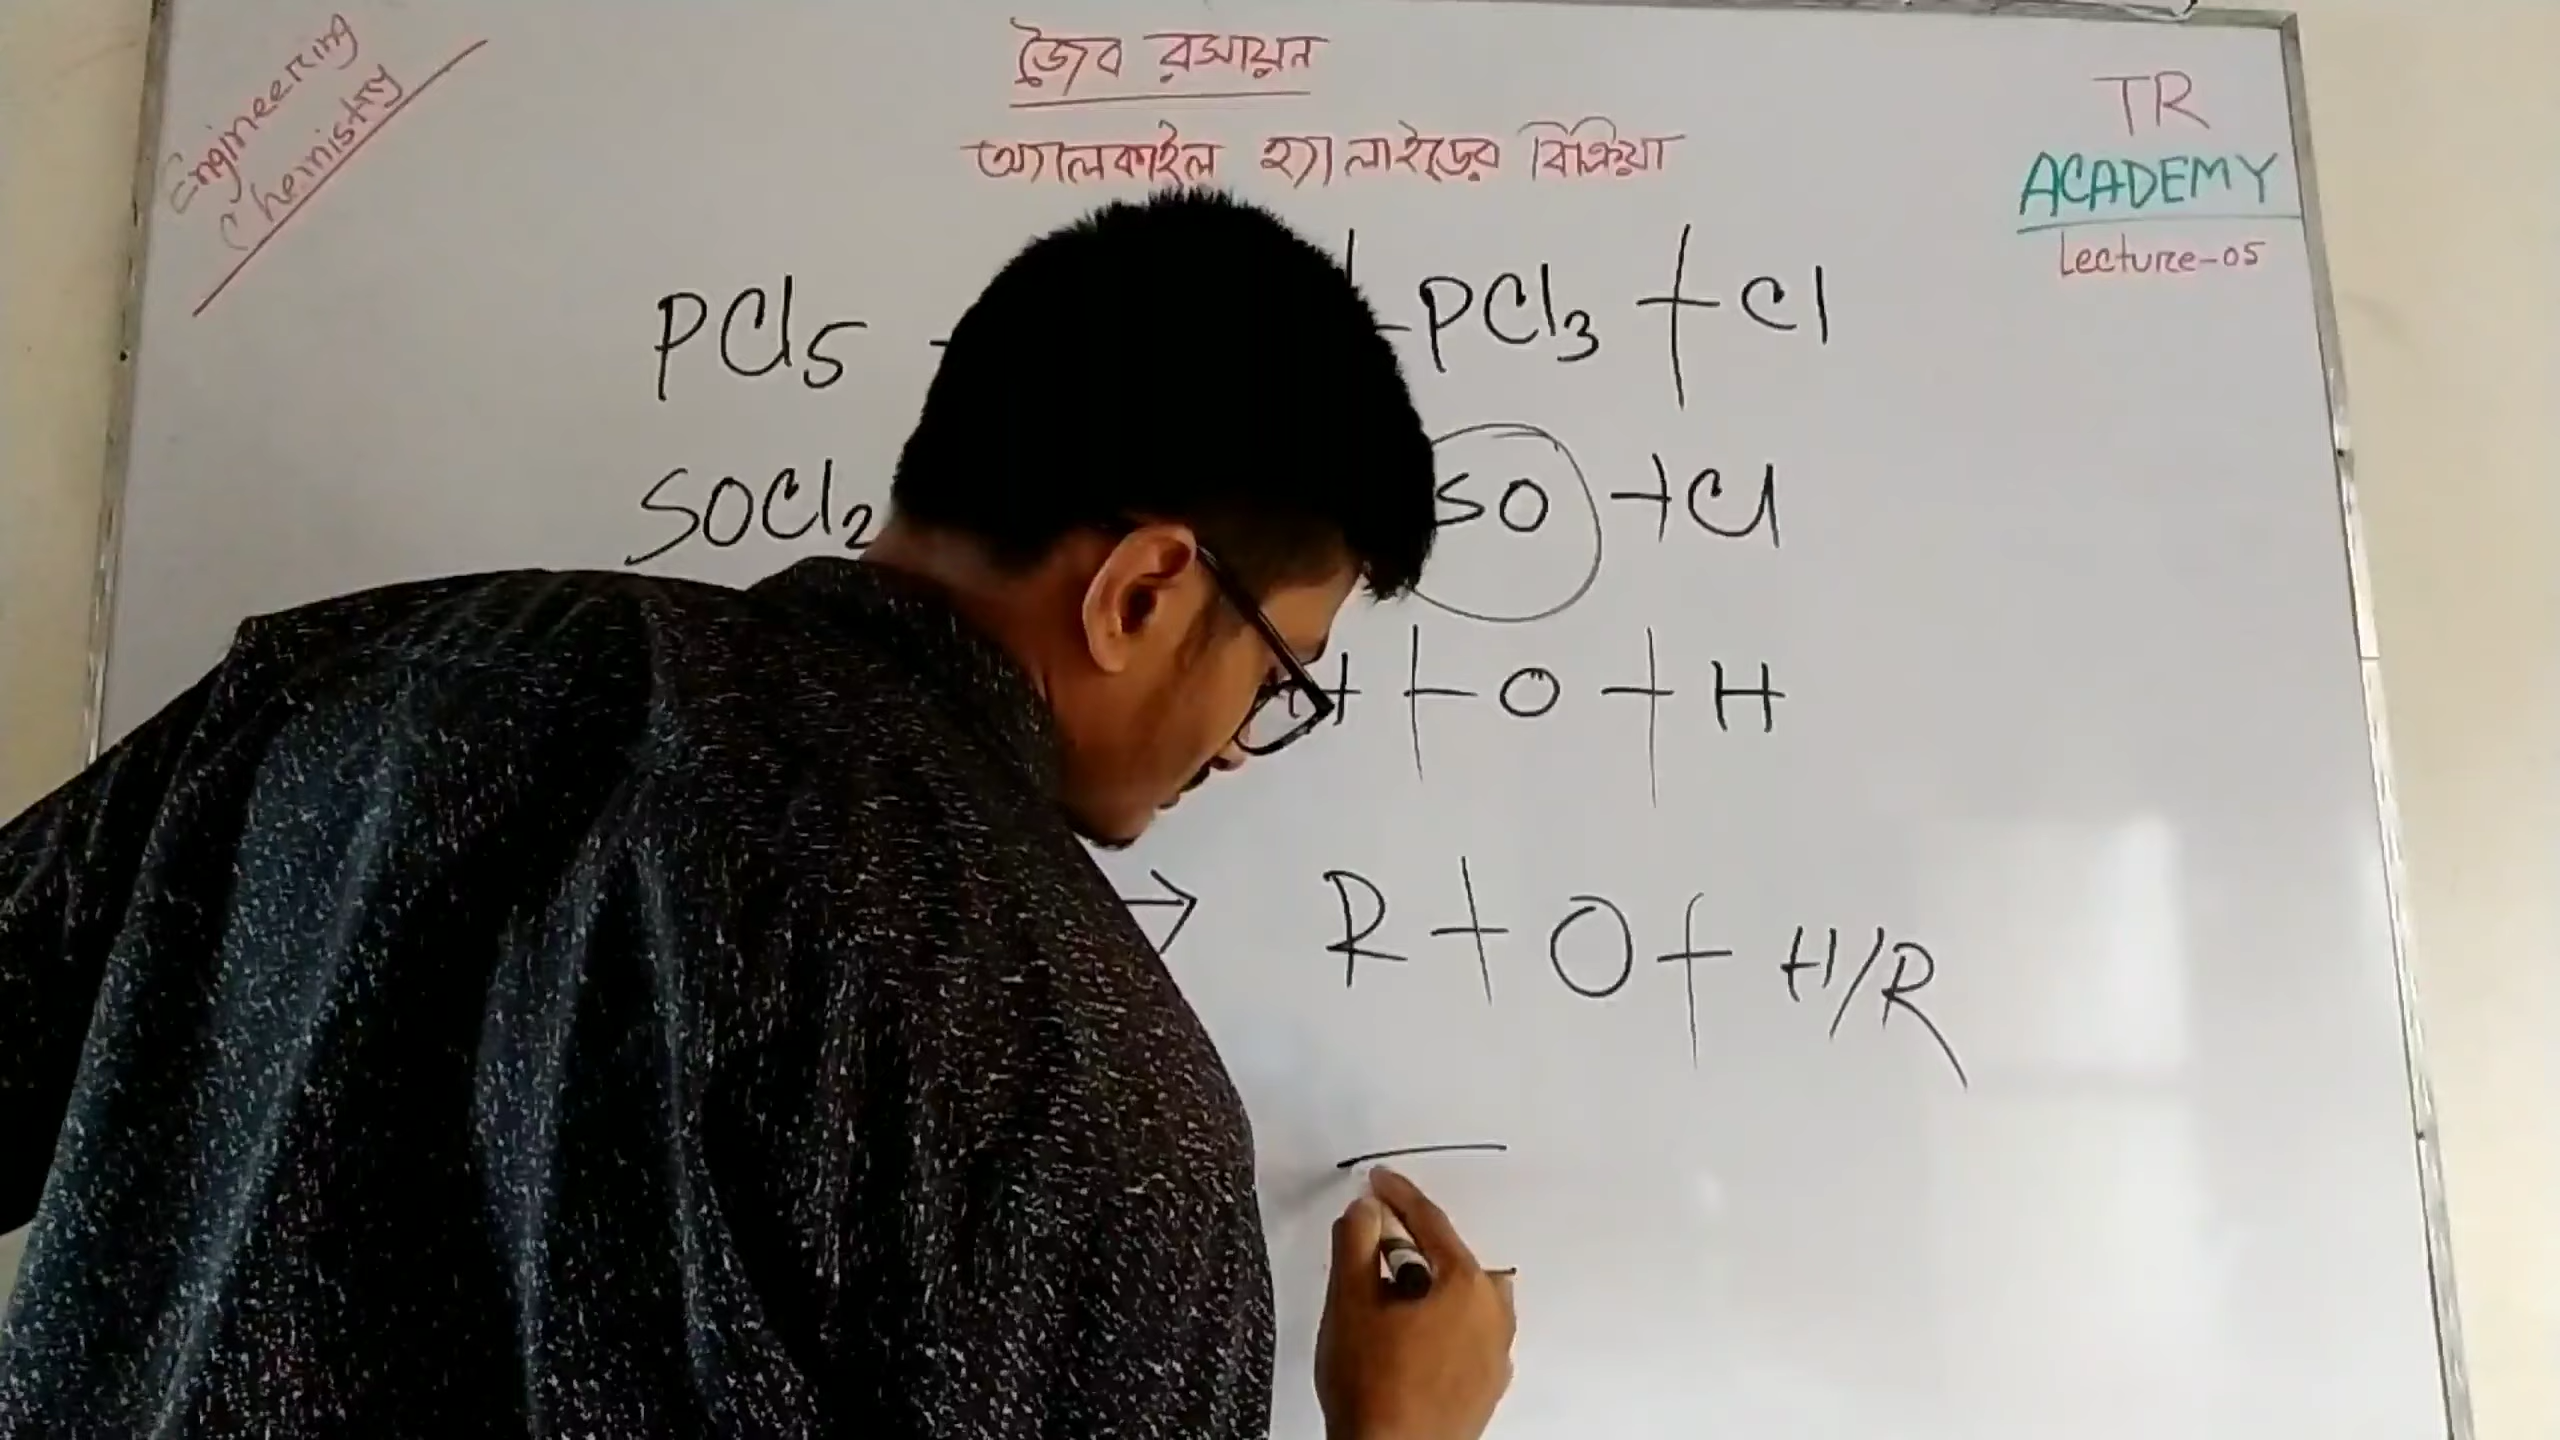 Engineering
Chemistry
জৈব রসায়ন
অ্যালকাইল হ্যালাইডের বিক্রিয়া
TR
ACADEMY
Lecture-05
PCl5 PCl3 + Cl
SOCl2 SO + Cl
H + O + H
→ R + O + H/R